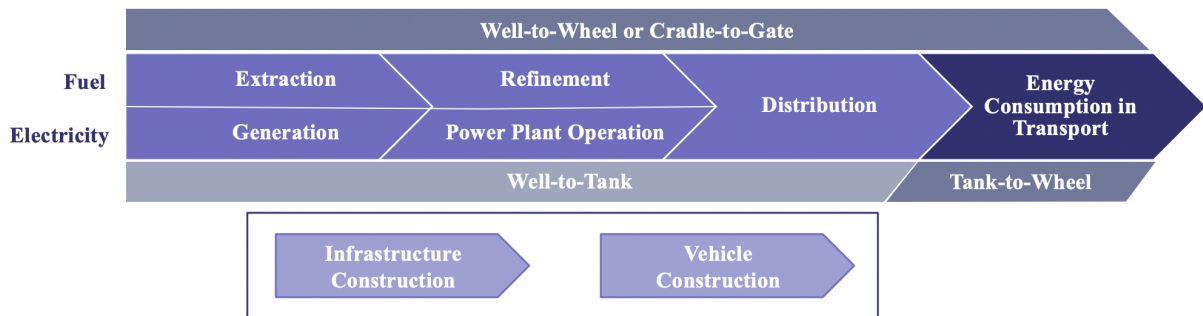 Well-to-Wheel or Cradle-to-Gate
Fuel
Extraction
Refinement
Distribution
Energy
Consumption in
Transport
Electricity
Generation
Power Plant Operation
Well-to-Tank
Tank-to-Wheel
Infrastructure
Construction
Vehicle
Construction